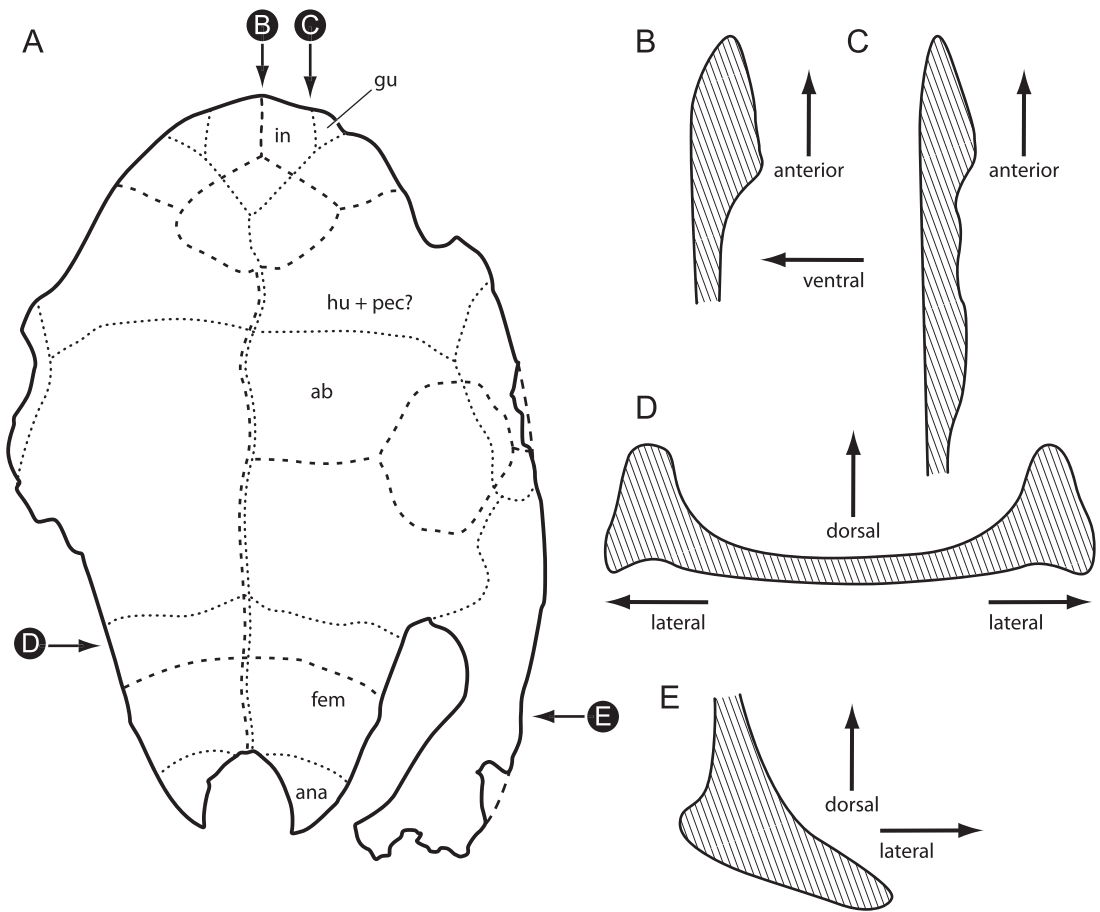 A
B
C
gu
in
hu + pec?
ab
D
fem
E
ana
B
anterior
ventral
C
anterior
D
dorsal
lateral
lateral
E
dorsal
lateral